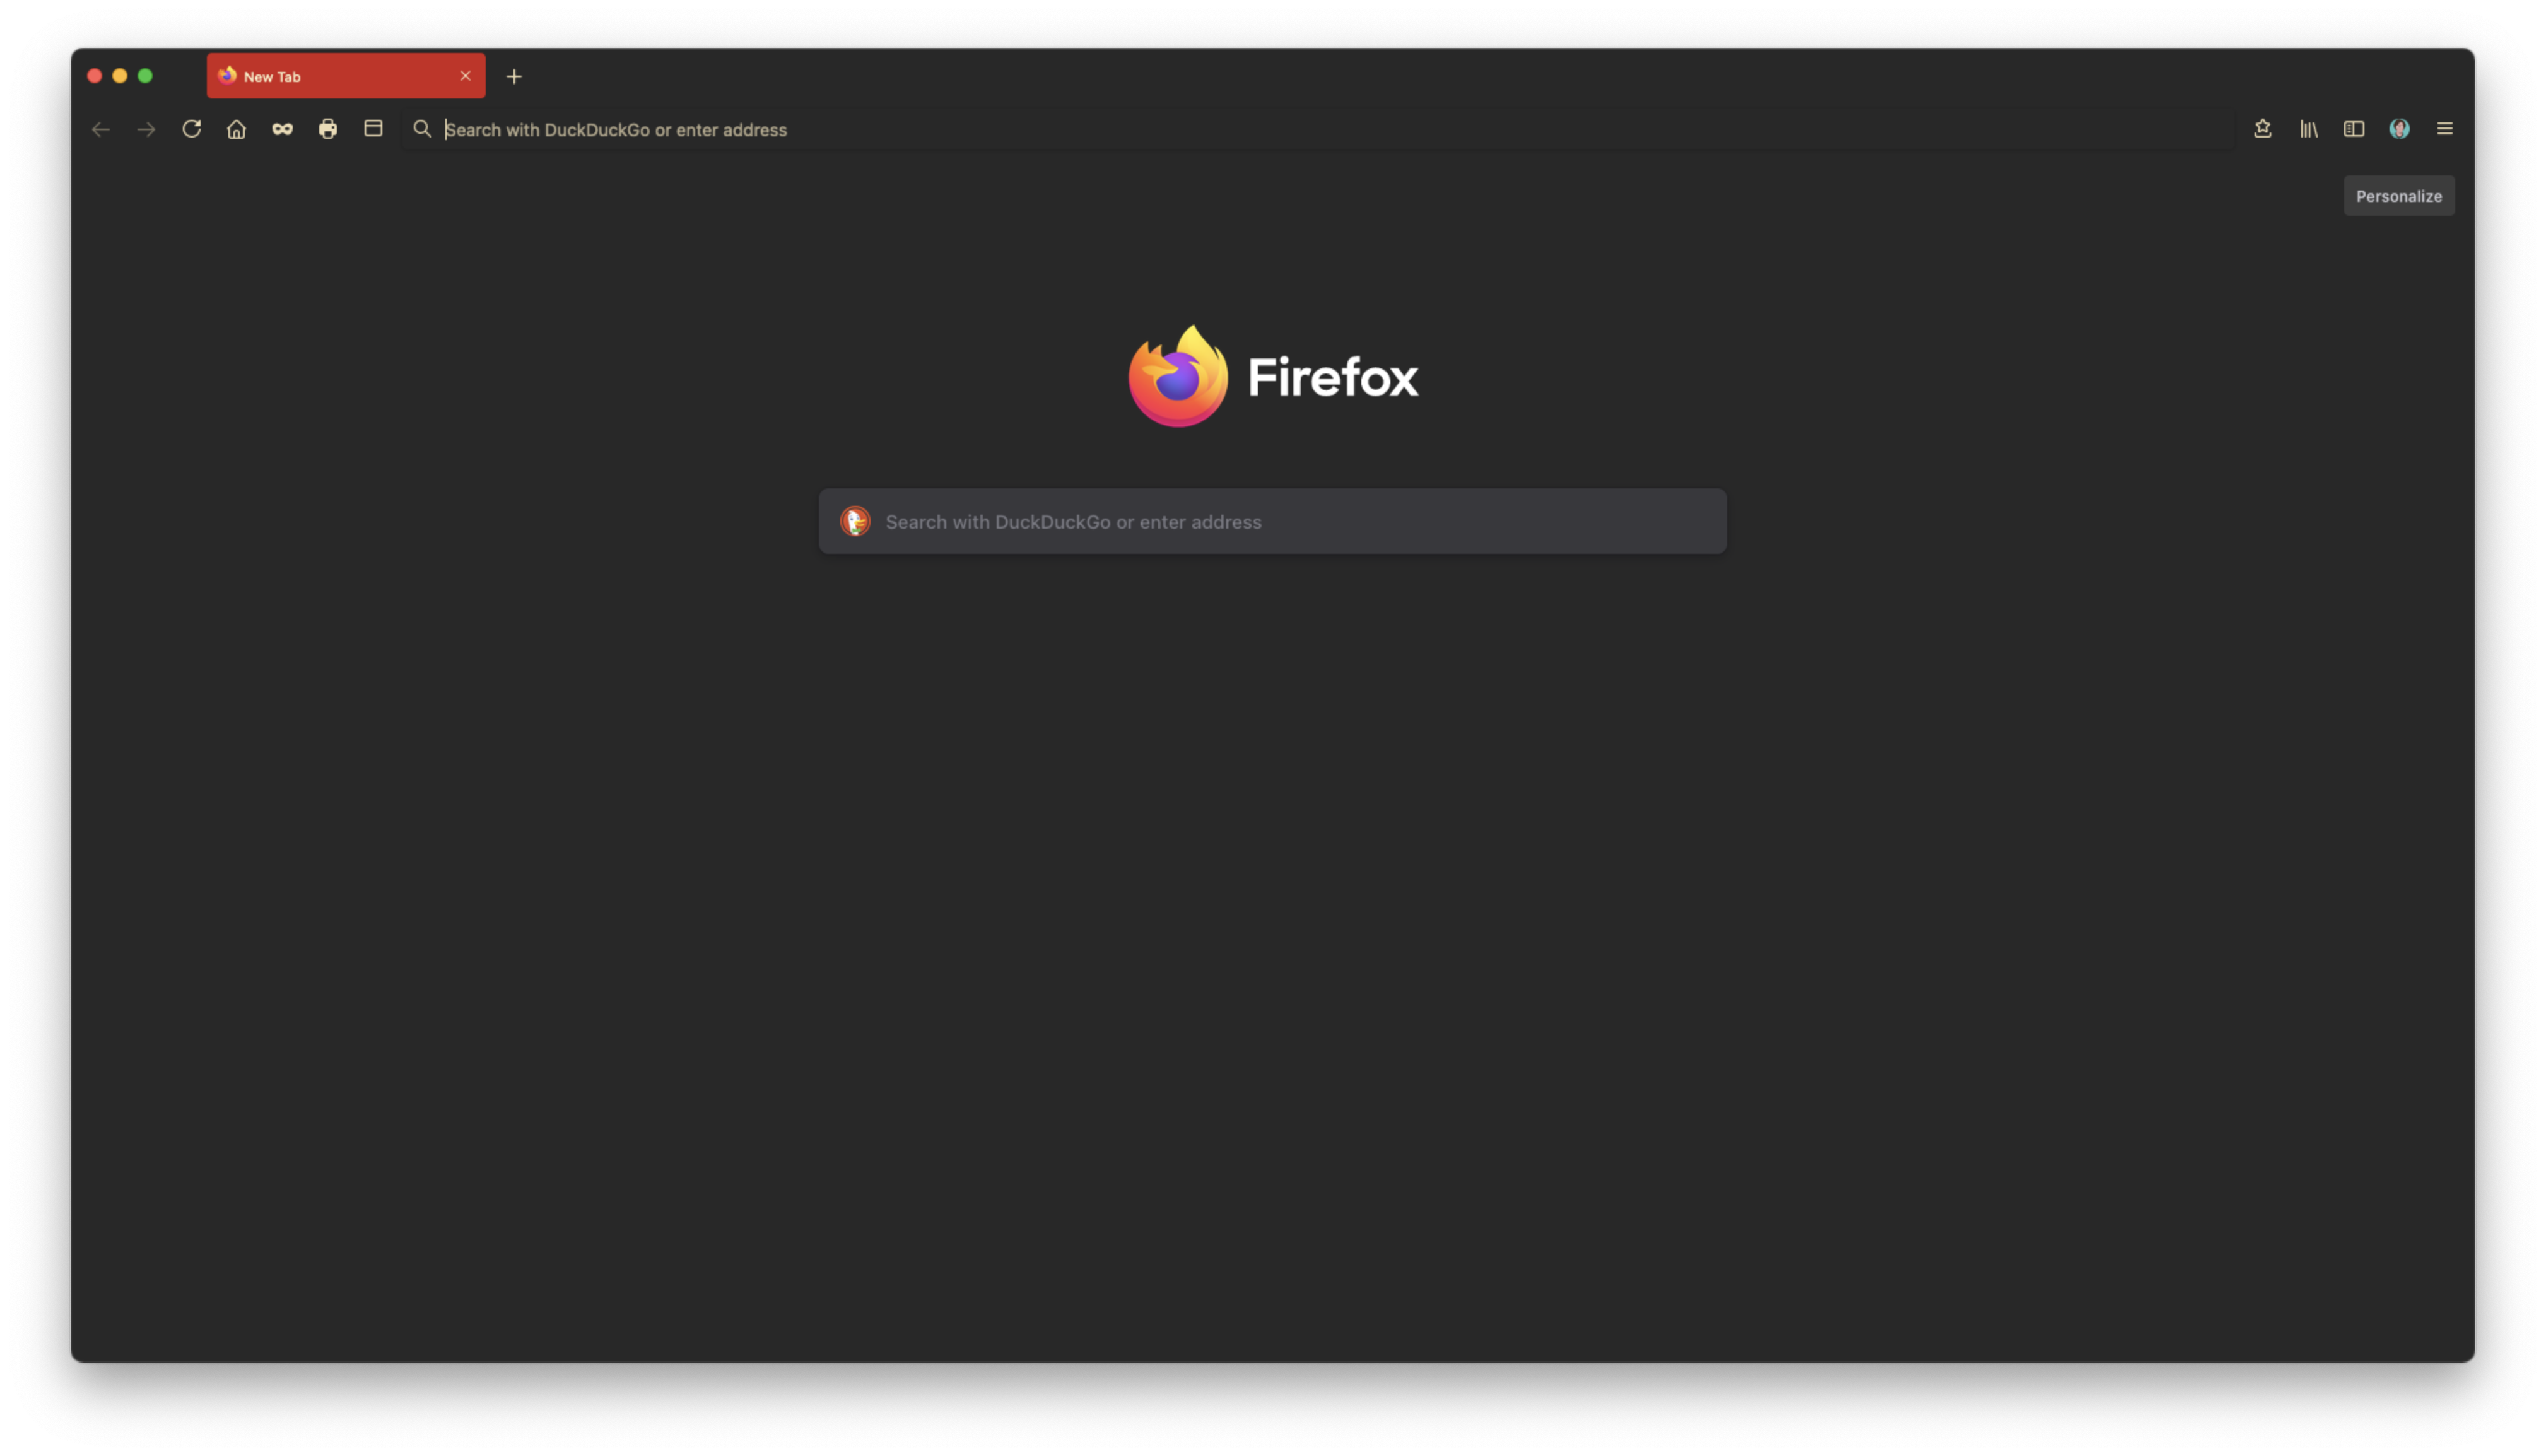 New Tab
Search with DuckDuckGo or enter address
Personalize
Firefox
Search with DuckDuckGo or enter address